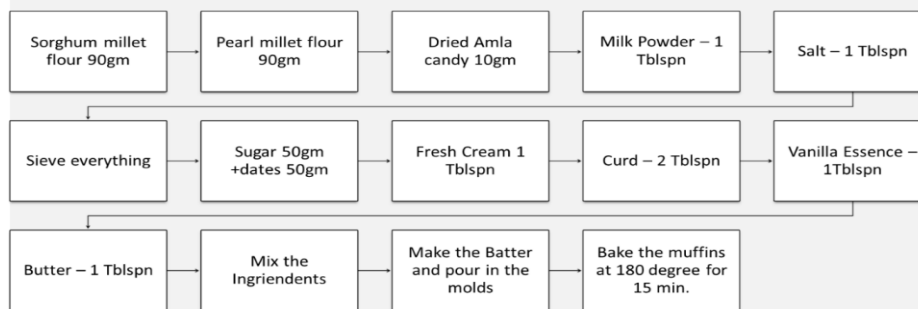 Sorghum millet
flour 90gm
Pearl millet flour
90gm
Dried Amla
candy 10gm
Milk Powder – 1
Tblspn
Salt – 1 Tblspn
Sieve everything
Sugar 50gm
+dates 50gm
Fresh Cream 1
Tblspn
Curd – 2 Tblspn
Vanilla Essence –
1Tblspn
Butter – 1 Tblspn
Mix the
Ingriendents
Make the Batter
and pour in the
molds
Bake the muffins
at 180 degree for
15 min.